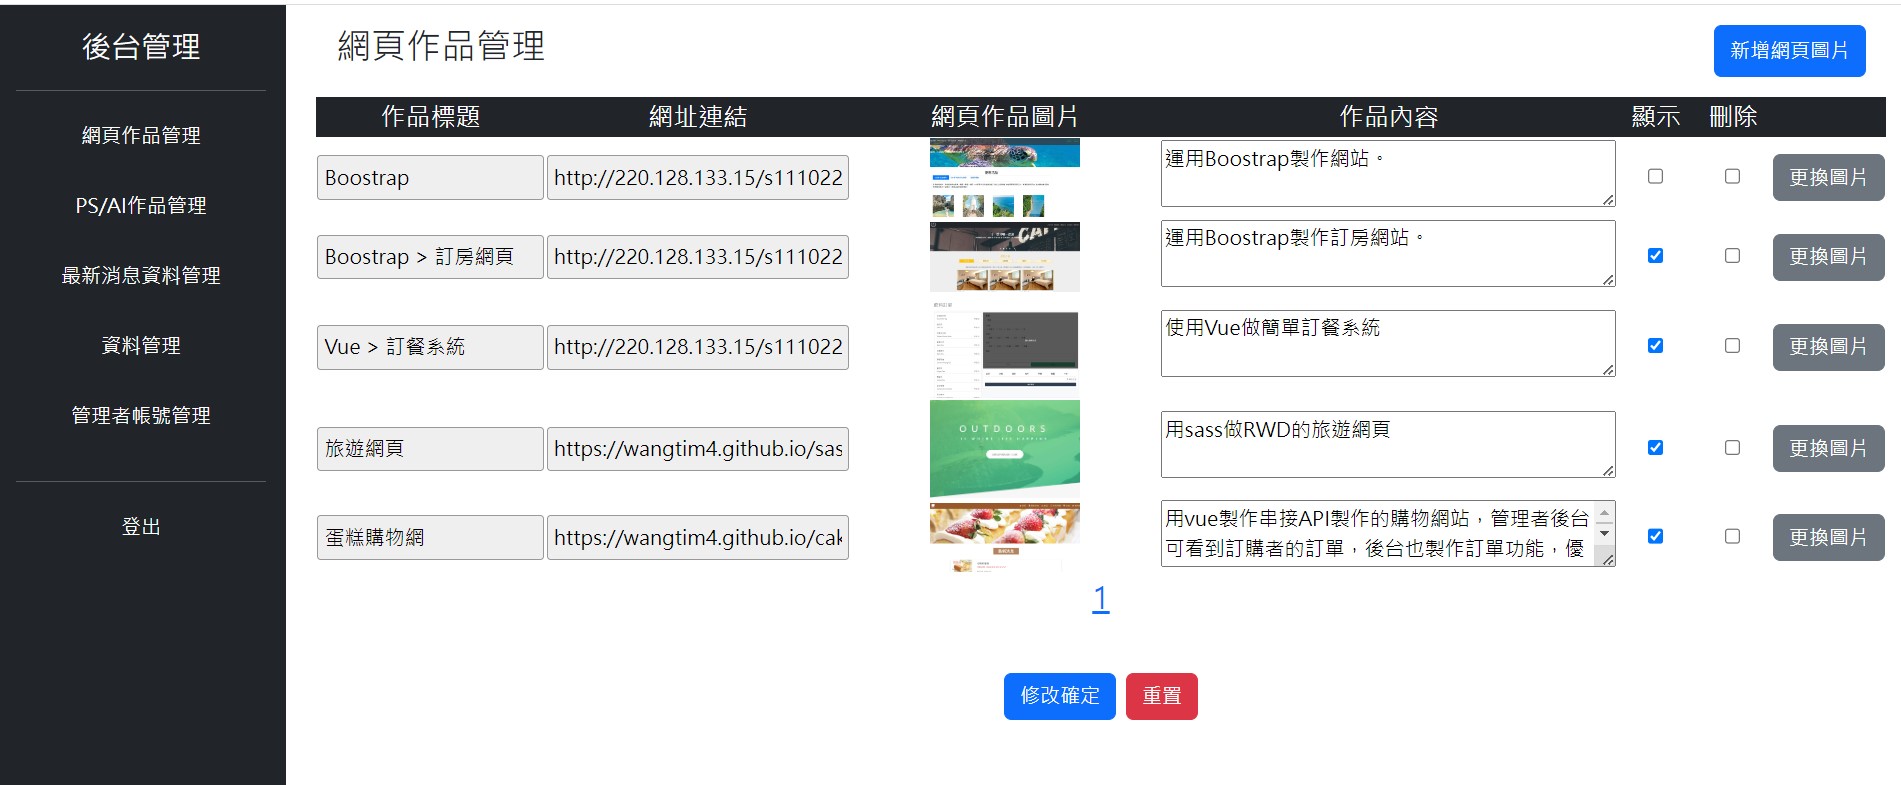 後台管理
網頁作品管理
PS/AI作品管理
最新消息資料管理
資料管理
管理者帳號管理
登出
網頁作品管理
新增網頁圖片
作品標題 網址連結 網頁作品圖片 作品內容 顯示 刪除
Boostrap http://220.128.133.15/s111022 運用Boostrap製作網站。 更換圖片
Boostrap > 訂房網頁 http://220.128.133.15/s111022 運用Boostrap製作訂房網站。 更換圖片
Vue > 訂餐系統 http://220.128.133.15/s111022 使用Vue做簡單訂餐系統 更換圖片
OUTDOORS
旅遊網頁 https://wangtim4.github.io/sas 用sass做RWD的旅遊網頁 更換圖片
蛋糕購物網 https://wangtim4.github.io/cak 用vue製作串接API製作的購物網站，管理者後台
可看到訂購者的訂單，後台也製作訂單功能，優
更換圖片
1
修改確定 重置